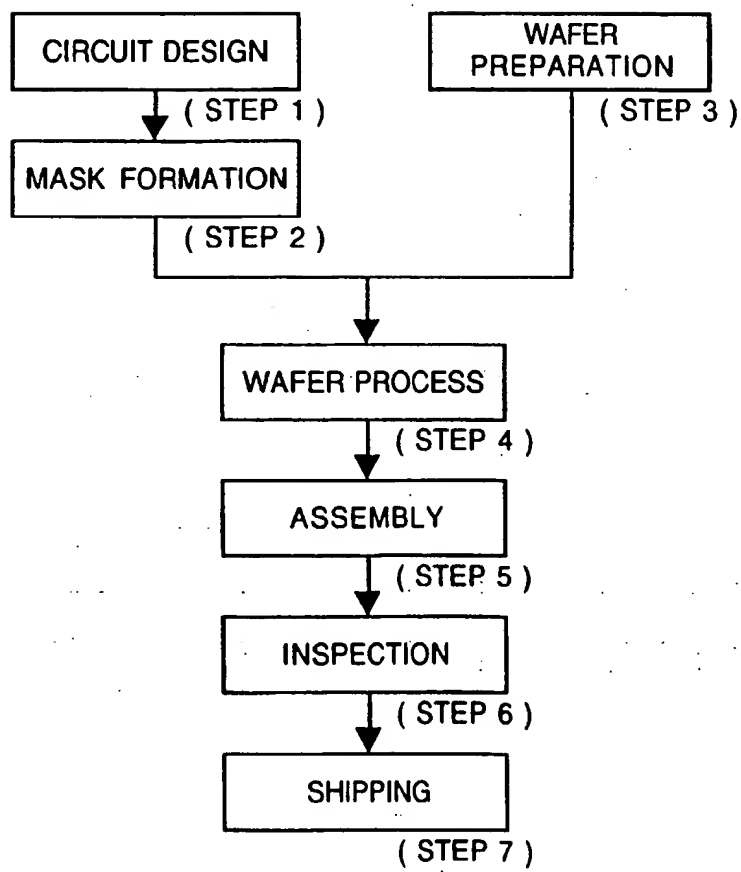 CIRCUIT DESIGN
( STEP 1 )
MASK FORMATION
( STEP 2 )
WAFER
PREPARATION
( STEP 3 )
WAFER PROCESS
( STEP 4 )
ASSEMBLY
( STEP 5 )
INSPECTION
( STEP 6 )
SHIPPING
( STEP 7 )